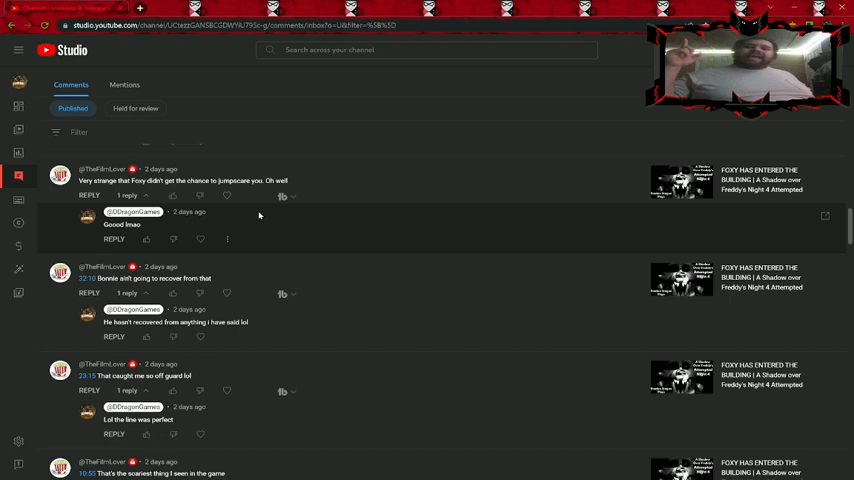 Channel comments & mentions
studio.youtube.com/channel/UCtezzGANSBCGDWYiU795c-g/comments/inbox?o=U&filter=%5B%5D
Studio
Search across your channel
Comments
Mentions
Published
Held for review
Filter
@TheFilmLover • 2 days ago
Very strange that Foxy didn't get the chance to jumpscare you. Oh well
REPLY 1 reply
@DDragonGames • 2 days ago
Goood lmao
REPLY
FOXY HAS ENTERED THE
BUILDING | A Shadow over
Freddy's Night 4 Attempted
@TheFilmLover • 2 days ago
32:10 Bonnie ain't going to recover from that
REPLY 1 reply
@DDragonGames • 2 days ago
He hasn't recovered from anything i have said lol
REPLY
FOXY HAS ENTERED THE
BUILDING | A Shadow over
Freddy's Night 4 Attempted
@TheFilmLover • 2 days ago
23:15 That caught me so off guard lol
REPLY 1 reply
@DDragonGames • 2 days ago
Lol the line was perfect
REPLY
FOXY HAS ENTERED THE
BUILDING | A Shadow over
Freddy's Night 4 Attempted
@TheFilmLover • 2 days ago
10:55 That's the scariest thing I seen in the game
FOXY HAS ENTERED THE
BUILDING | A Shadow over